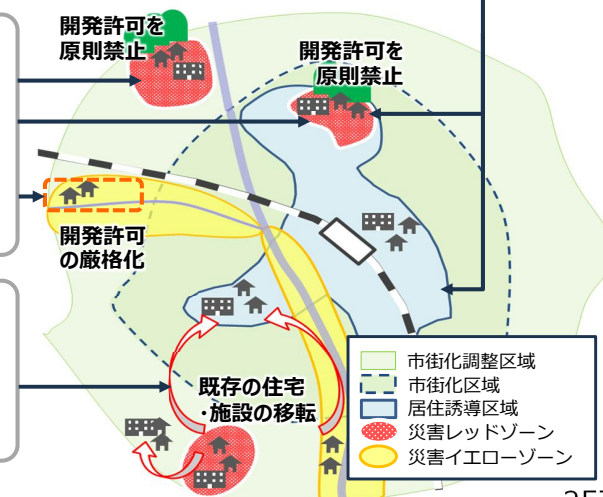 開発許可を
原則禁止
開発許可を
原則禁止
開発許可
の厳格化
既存の住宅
・施設の移転
市街化調整区域
市街化区域
居住誘導区域
災害レッドゾーン
災害イエローゾーン